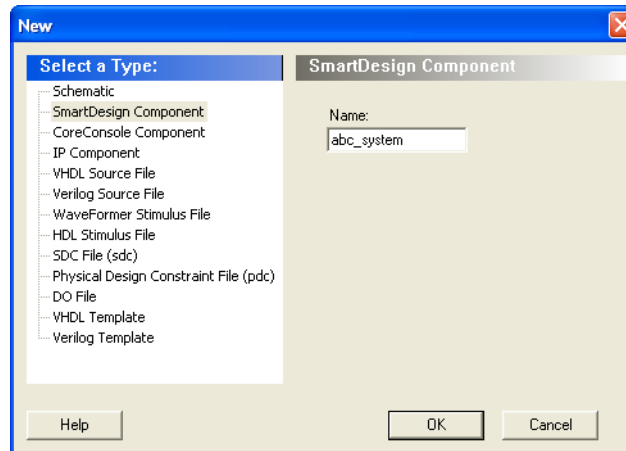 New
Select a Type:
SmartDesign Component
Schematic
SmartDesign Component
CoreConsole Component
IP Component
VHDL Source File
Verilog Source File
WaveFormer Stimulus File
HDL Stimulus File
SDC File (sdc)
Physical Design Constraint File (pdc)
DO File
VHDL Template
Verilog Template
Name:
abc_system
Help
OK
Cancel